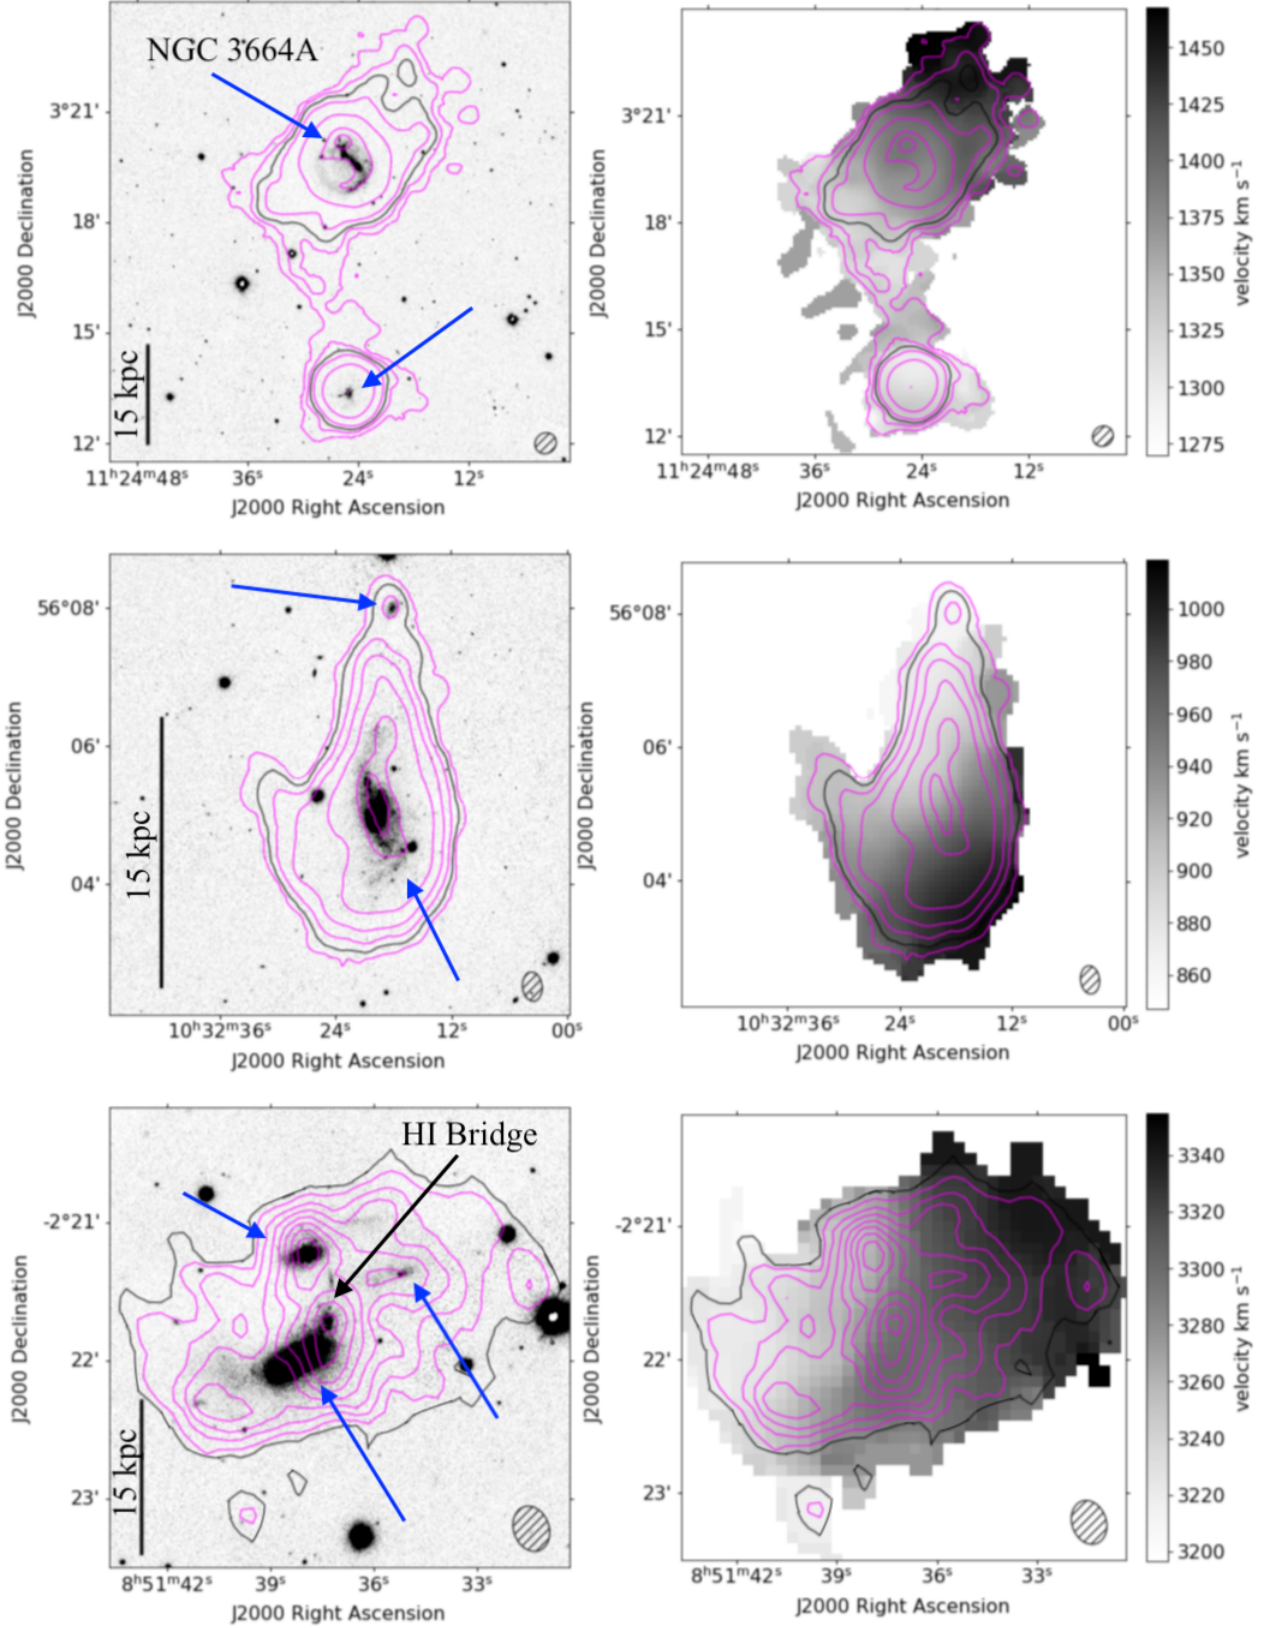 NGC 3664A
3°21'
18'
15'
12'
J2000 Declination
15 kpc
11ʰ24ᵐ48ˢ 36ˢ 24ˢ 12ˢ
J2000 Right Ascension
3°21'
18'
15'
12'
J2000 Declination
11ʰ24ᵐ48ˢ 36ˢ 24ˢ 12ˢ
J2000 Right Ascension
1450
1425
1400
1375
1350
1325
1300
1275
velocity km s⁻¹
56°08'
06'
04'
J2000 Declination
15 kpc
10ʰ32ᵐ36ˢ 24ˢ 12ˢ 00ˢ
J2000 Right Ascension
56°08'
06'
04'
J2000 Declination
10ʰ32ᵐ36ˢ 24ˢ 12ˢ 00ˢ
J2000 Right Ascension
1000
980
960
940
920
900
880
860
velocity km s⁻¹
HI Bridge
-2°21'
22'
23'
J2000 Declination
15 kpc
8ʰ51ᵐ42ˢ 39ˢ 36ˢ 33ˢ
J2000 Right Ascension
-2°21'
22'
23'
J2000 Declination
8ʰ51ᵐ42ˢ 39ˢ 36ˢ 33ˢ
J2000 Right Ascension
3340
3320
3300
3280
3260
3240
3220
3200
velocity km s⁻¹